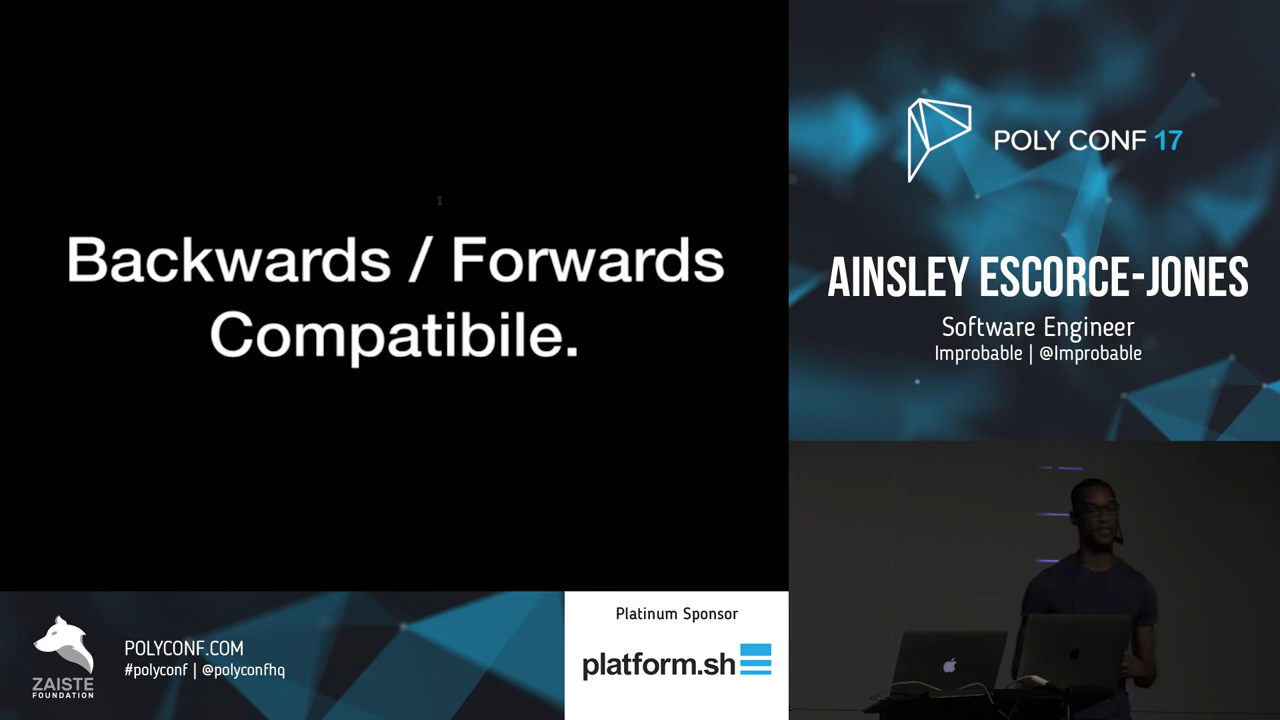 Backwards / Forwards
Compatibile.
POLY CONF 17
AINSLEY ESCORCE-JONES
Software Engineer
Improbable | @Improbable
ZAISTE
FOUNDATION
POLYCONF.COM
#polyconf | @polyconfhq
Platinum Sponsor
platform.sh